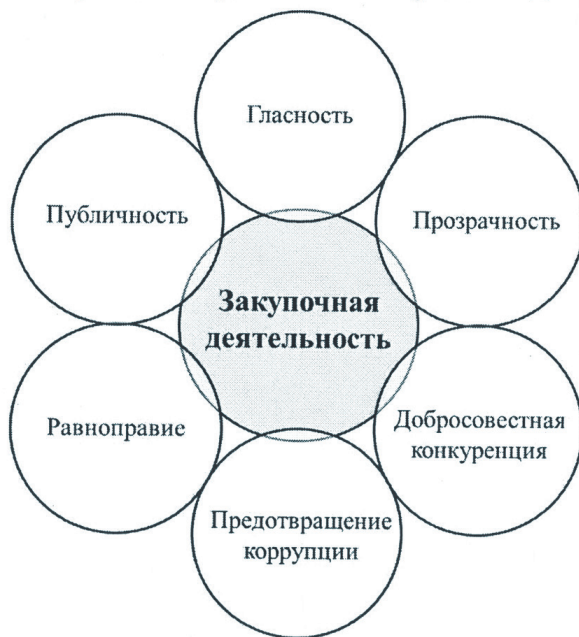 Гласность
Публичность
Прозрачность
Закупочная
деятельность
Равноправие
Добросовестная
конкуренция
Предотвращение
коррупции